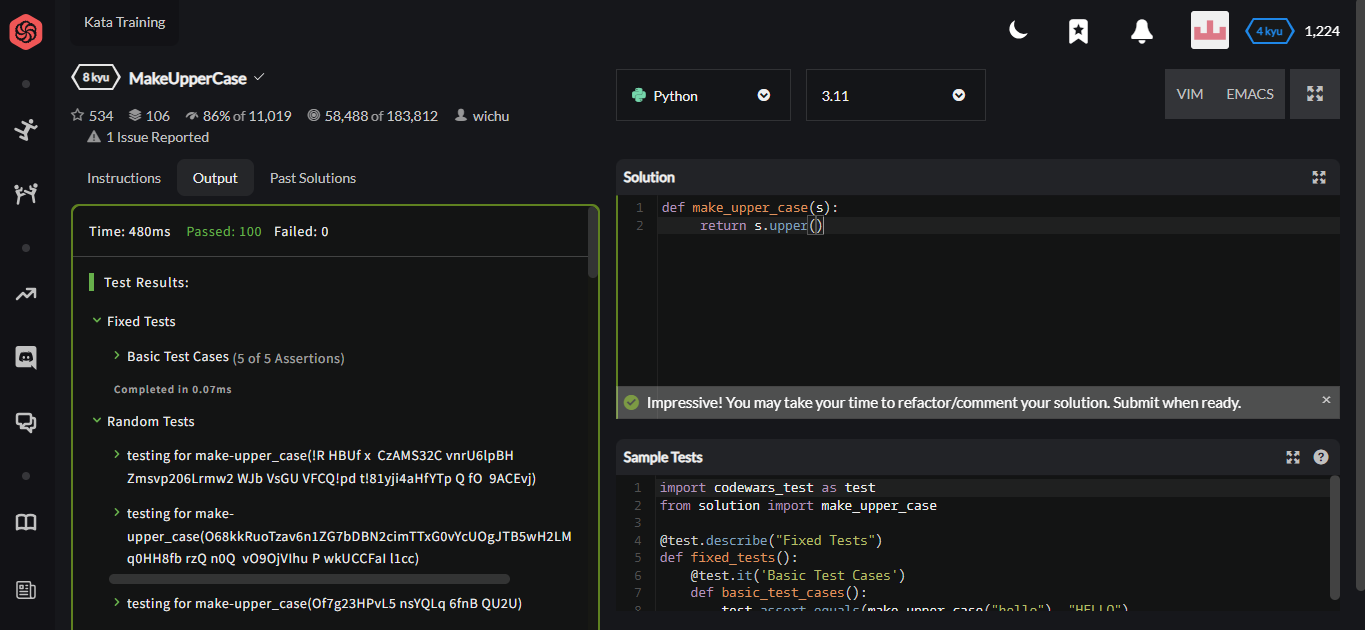 Kata Training
4 kyu 1,224
8 kyu MakeUpperCase
534 106 86% of 11,019 58,488 of 183,812 wichu
1 Issue Reported
Python 3.11 VIM EMACS
Instructions Output Past Solutions
Time: 480ms Passed: 100 Failed: 0
Test Results:
Fixed Tests
Basic Test Cases (5 of 5 Assertions)
Completed in 0.07ms
Random Tests
testing for make-upper_case(!R HBUf x CzAMS32C vnrU6lpBH
Zmsvp206Lrmw2 WJb VsGU VFCQ!pd t!81yji4aHfYTp Q fO 9ACEvj)
testing for make-
upper_case(O68kkRuoTzav6n1ZG7bDBN2cimTTxG0vYcUOgJTB5wH2LM
q0HH8fb rzQ n0Q vO9OjVIhu P wkUCCFaI l1cc)
testing for make-upper_case(Of7g23HPvL5 nsYQLq 6fnB QU2U)
Solution
1 def make_upper_case(s):
2 return s.upper()
Impressive! You may take your time to refactor/comment your solution. Submit when ready.
Sample Tests
1 import codewars_test as test
2 from solution import make_upper_case
3
4 @test.describe("Fixed Tests")
5 def fixed_tests():
6 @test.it('Basic Test Cases')
7 def basic_test_cases():
8 test.assert_equals(make_upper_case("hello"), "HELLO")